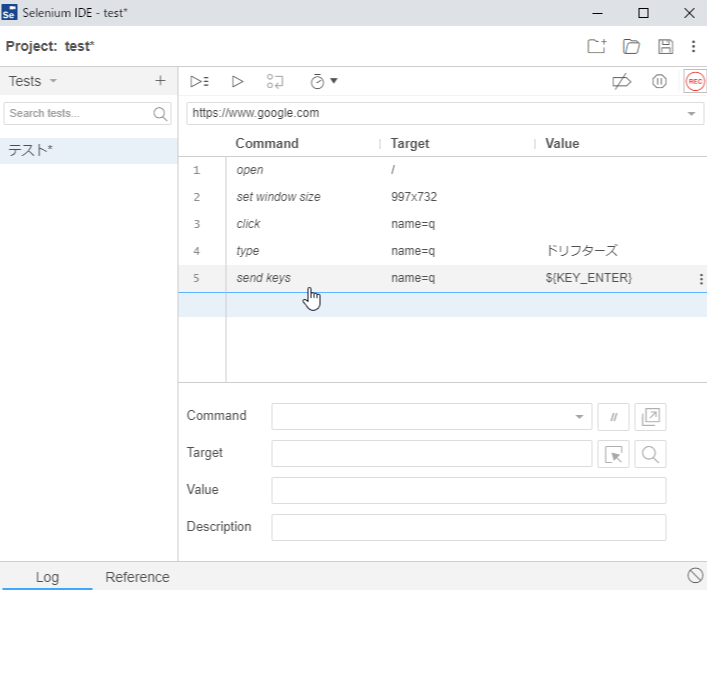 Se Selenium IDE - test*
Project: test*
Tests
REC
Search tests...
https://www.google.com
テスト*
Command Target Value
1 open /
2 set window size 997x732
3 click name=q
4 type name=q ドリフターズ
5 send keys name=q ${KEY_ENTER}
Command
//
Target
Value
Description
Log Reference